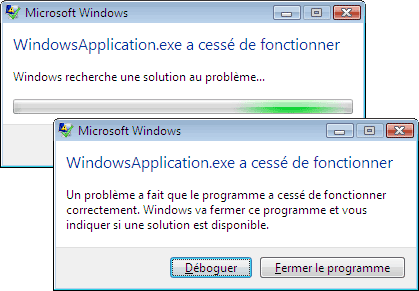 Microsoft Windows
WindowsApplication.exe a cessé de fonctionner
Windows recherche une solution au problème...
Microsoft Windows
WindowsApplication.exe a cessé de fonctionner
Un problème a fait que le programme a cessé de fonctionner
correctement. Windows va fermer ce programme et vous
indiquer si une solution est disponible.
Déboguer
Fermer le programme